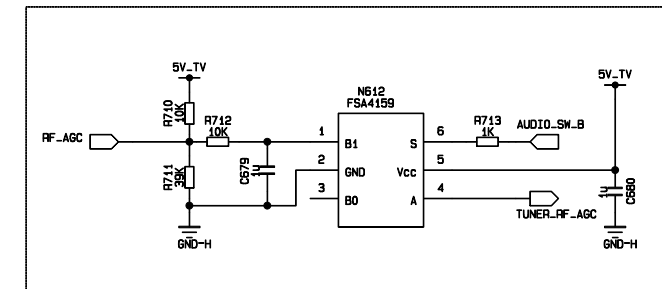 5V_TV
R710
10K
RF_AGC
R712
10K
R711
39K
C679
1U
GND-H
N612
FSA4159
1
B1
2
GND
3
B0
6
S
5
Vcc
4
A
R713
1K
AUDIO_SW_B
TUNER_RF_AGC
5V_TV
1U
C680
GND-H